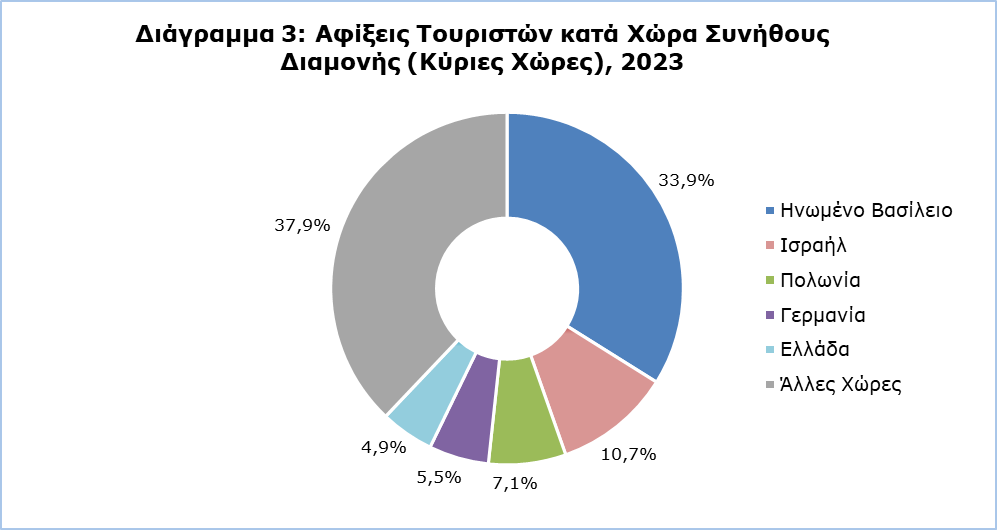 Διάγραμμα 3: Αφίξεις Τουριστών κατά Χώρα Συνήθους
Διαμονής (Κύριες Χώρες), 2023
33,9%
37,9%
10,7%
4,9%
5,5%
7,1%
Ηνωμένο Βασίλειο
Ισραήλ
Πολωνία
Γερμανία
Ελλάδα
Άλλες Χώρες